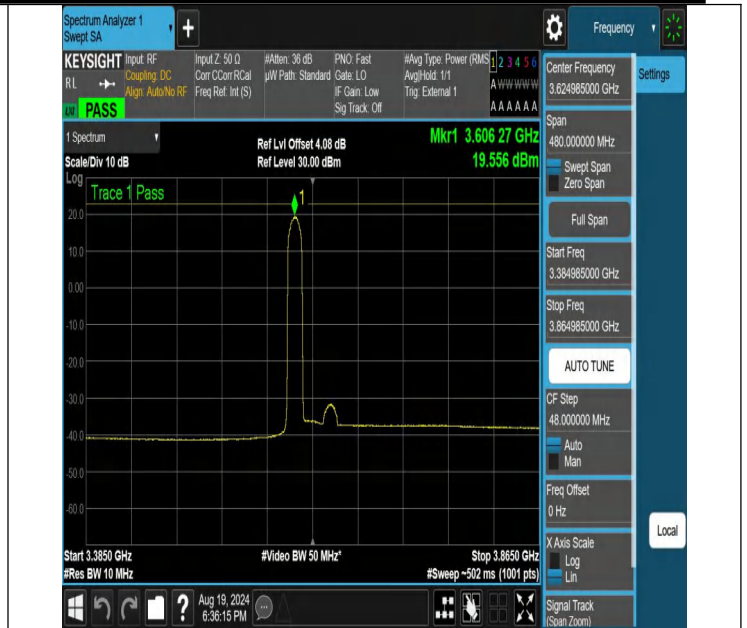 Spectrum Analyzer 1
Swept SA
Frequency
KEYSIGHT
RL
PASS
Input: RF
Coupling: DC
Align: Auto/No RF
Input Z: 50 Ω
Corr CCorr RCal
Freq Ref: Int (S)
#Atten: 36 dB
µW Path: Standard
PNO: Fast
Gate: LO
IF Gain: Low
Sig Track: Off
#Avg Type: Power (RMS
Avg|Hold: 1/1
Trig: External 1
1 2 3 4 5 6
A W W W W W
A A A A A A
1 Spectrum
Scale/Div 10 dB
Log
Ref Lvl Offset 4.08 dB
Ref Level 30.00 dBm
Mkr1 3.606 27 GHz
19.556 dBm
Trace 1 Pass
1
20.0
10.0
0.00
-10.0
-20.0
-30.0
-40.0
-50.0
-60.0
Start 3.3850 GHz
#Res BW 10 MHz
#Video BW 50 MHz*
Stop 3.8650 GHz
#Sweep ~502 ms (1001 pts)
Center Frequency
3.624985000 GHz
Settings
Span
480.000000 MHz
Swept Span
Zero Span
Full Span
Start Freq
3.384985000 GHz
Stop Freq
3.864985000 GHz
AUTO TUNE
CF Step
48.000000 MHz
Auto
Man
Freq Offset
0 Hz
X Axis Scale
Log
Lin
Signal Track
(Span Zoom)
Local
?
Aug 19, 2024
6:36:15 PM